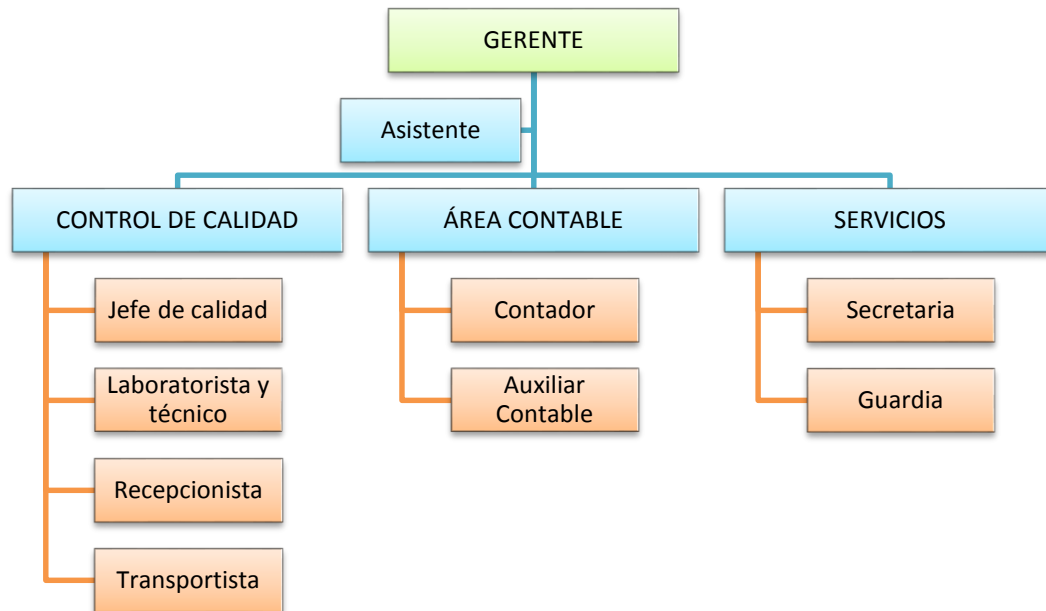 GERENTE
Asistente
CONTROL DE CALIDAD
Jefe de calidad
Laboratorista y
técnico
Recepcionista
Transportista
ÁREA CONTABLE
Contador
Auxiliar
Contable
SERVICIOS
Secretaria
Guardia